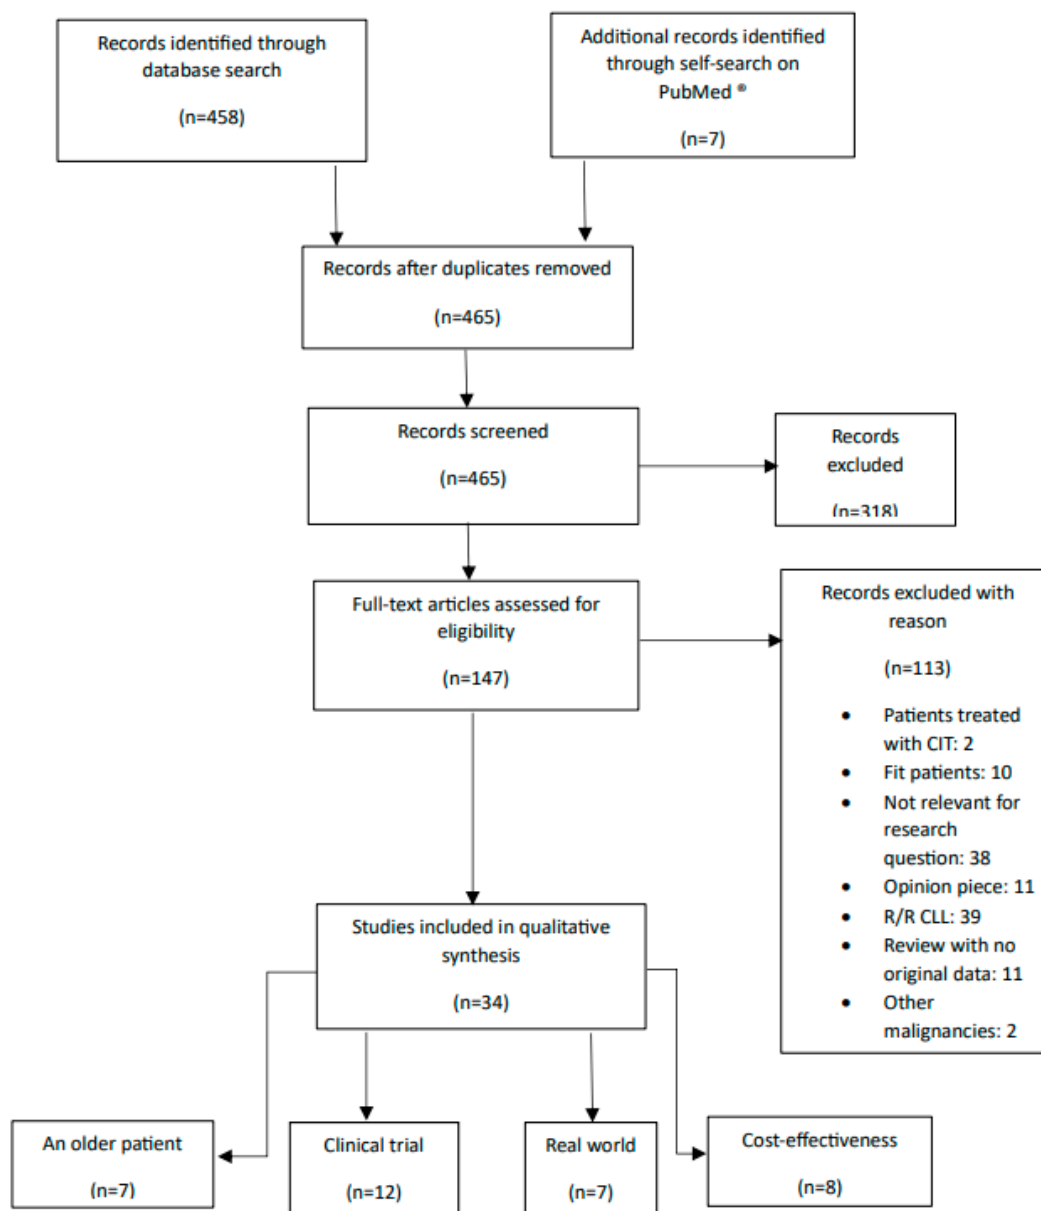 Records identified through
database search
(n=458)
Additional records identified
through self-search on
PubMed ®
(n=7)
Records after duplicates removed
(n=465)
Records screened
(n=465)
Records
excluded
(n=318)
Full-text articles assessed for
eligibility
(n=147)
Records excluded with
reason
(n=113)
• Patients treated
with CIT: 2
• Fit patients: 10
• Not relevant for
research
question: 38
• Opinion piece: 11
• R/R CLL: 39
• Review with no
original data: 11
• Other
malignancies: 2
Studies included in qualitative
synthesis
(n=34)
An older patient
(n=7)
Clinical trial
(n=12)
Real world
(n=7)
Cost-effectiveness
(n=8)